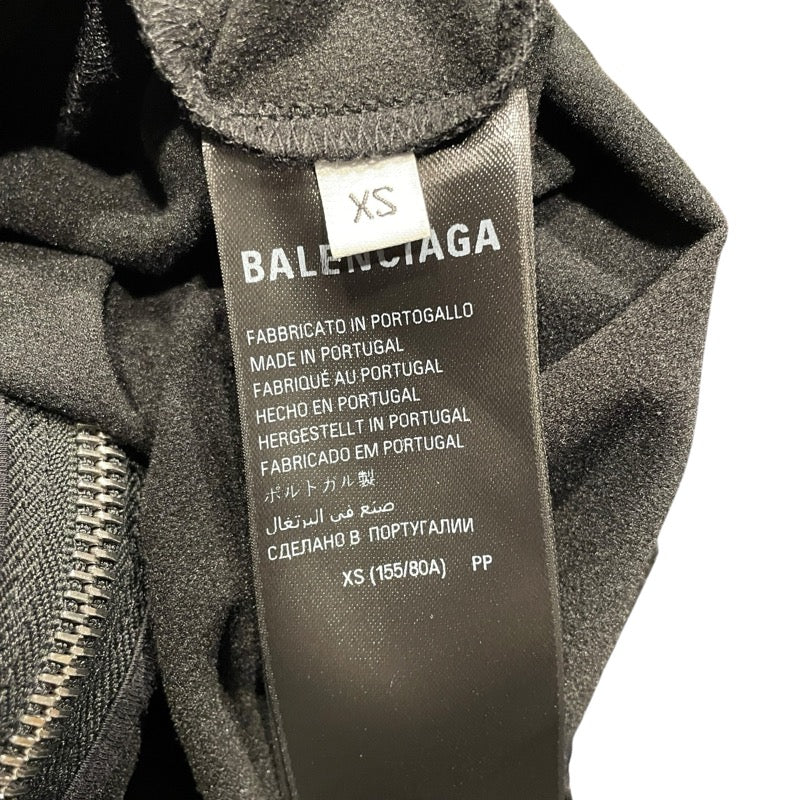 XS
BALENCIAGA
FABBRICATO IN PORTOGALLO
MADE IN PORTUGAL
FABRIQUÉ AU PORTUGAL
HECHO EN PORTUGAL
HERGESTELLT IN PORTUGAL
FABRICADO EM PORTUGAL
ポルトガル製
صنع في البرتغال
СДЕЛАНО В ПОРТУГАЛИИ
XS (155/80A) PP